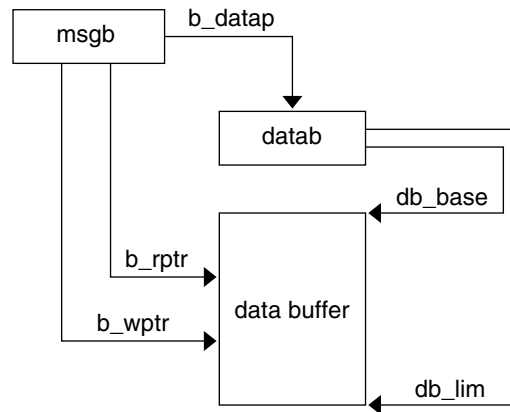 b_datap
msgb
datab
db_base
b_rptr
data buffer
b_wptr
db_lim